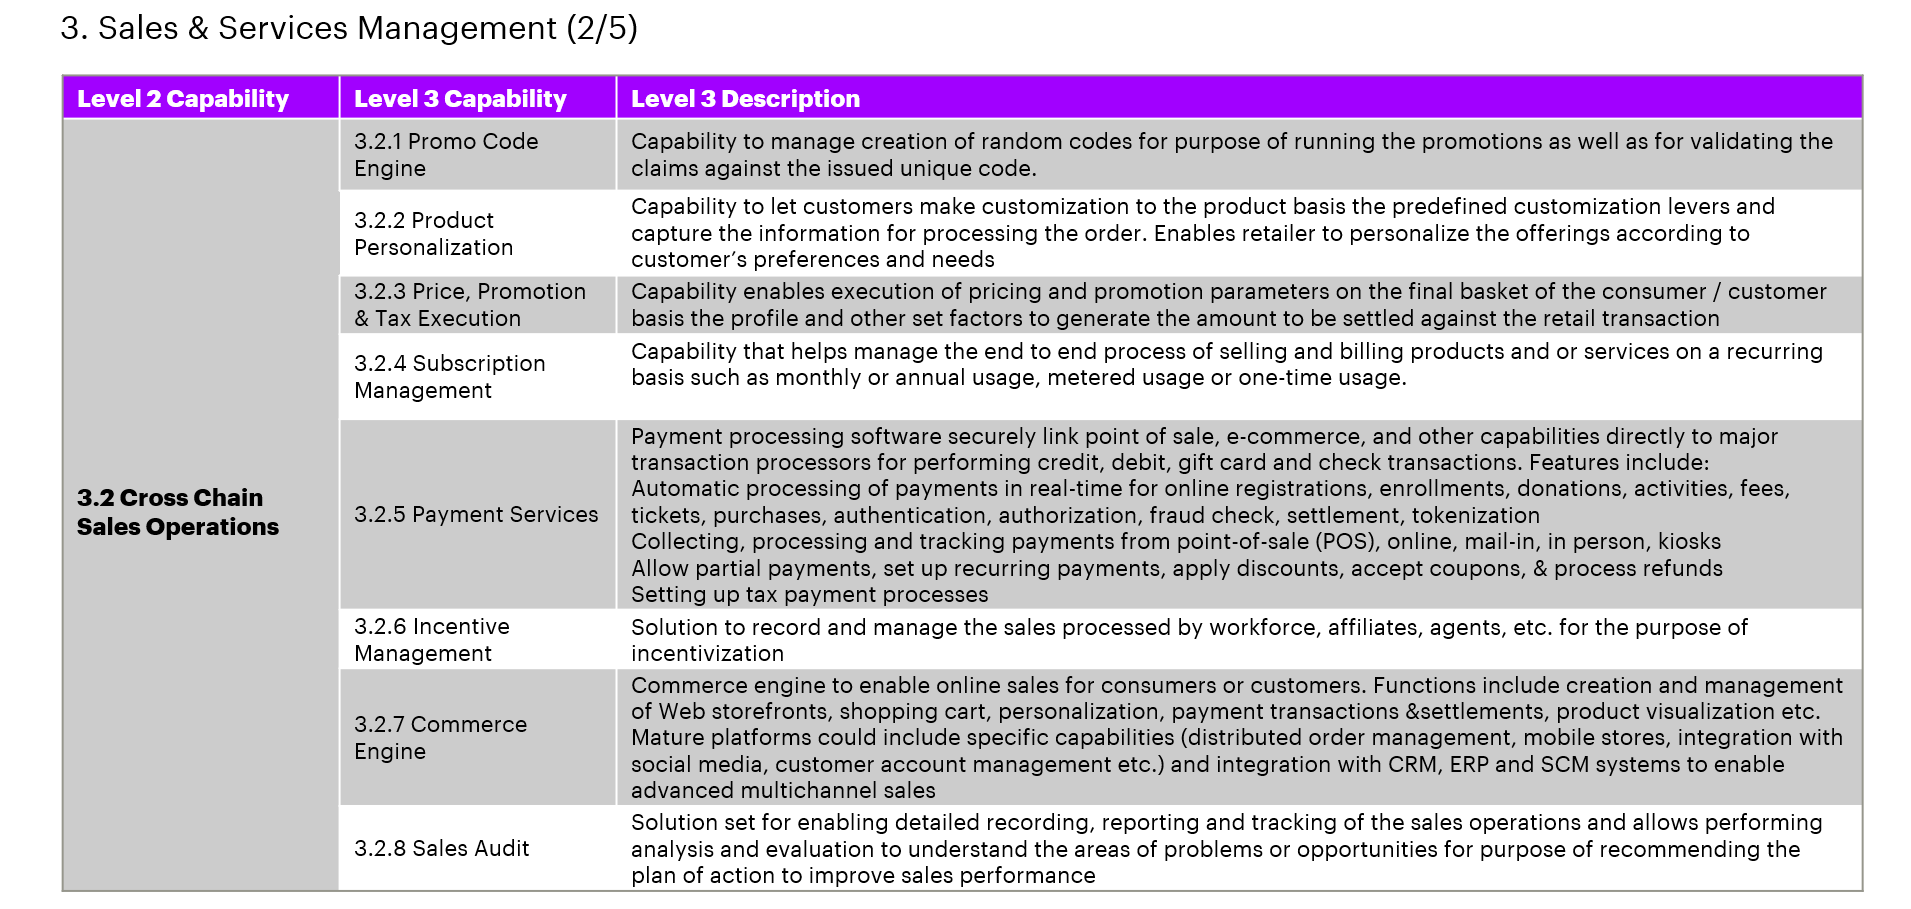 3. Sales & Services Management (2/5)
Level 2 Capability
Level 3 Capability
Level 3 Description
3.2 Cross Chain
Sales Operations
3.2.1 Promo Code
Engine
Capability to manage creation of random codes for purpose of running the promotions as well as for validating the
claims against the issued unique code.
3.2.2 Product
Personalization
Capability to let customers make customization to the product basis the predefined customization levers and
capture the information for processing the order. Enables retailer to personalize the offerings according to
customer’s preferences and needs
3.2.3 Price, Promotion
& Tax Execution
Capability enables execution of pricing and promotion parameters on the final basket of the consumer / customer
basis the profile and other set factors to generate the amount to be settled against the retail transaction
3.2.4 Subscription
Management
Capability that helps manage the end to end process of selling and billing products and or services on a recurring
basis such as monthly or annual usage, metered usage or one-time usage.
3.2.5 Payment Services
Payment processing software securely link point of sale, e-commerce, and other capabilities directly to major
transaction processors for performing credit, debit, gift card and check transactions. Features include:
Automatic processing of payments in real-time for online registrations, enrollments, donations, activities, fees,
tickets, purchases, authentication, authorization, fraud check, settlement, tokenization
Collecting, processing and tracking payments from point-of-sale (POS), online, mail-in, in person, kiosks
Allow partial payments, set up recurring payments, apply discounts, accept coupons, & process refunds
Setting up tax payment processes
3.2.6 Incentive
Management
Solution to record and manage the sales processed by workforce, affiliates, agents, etc. for the purpose of
incentivization
3.2.7 Commerce
Engine
Commerce engine to enable online sales for consumers or customers. Functions include creation and management
of Web storefronts, shopping cart, personalization, payment transactions &settlements, product visualization etc.
Mature platforms could include specific capabilities (distributed order management, mobile stores, integration with
social media, customer account management etc.) and integration with CRM, ERP and SCM systems to enable
advanced multichannel sales
3.2.8 Sales Audit
Solution set for enabling detailed recording, reporting and tracking of the sales operations and allows performing
analysis and evaluation to understand the areas of problems or opportunities for purpose of recommending the
plan of action to improve sales performance